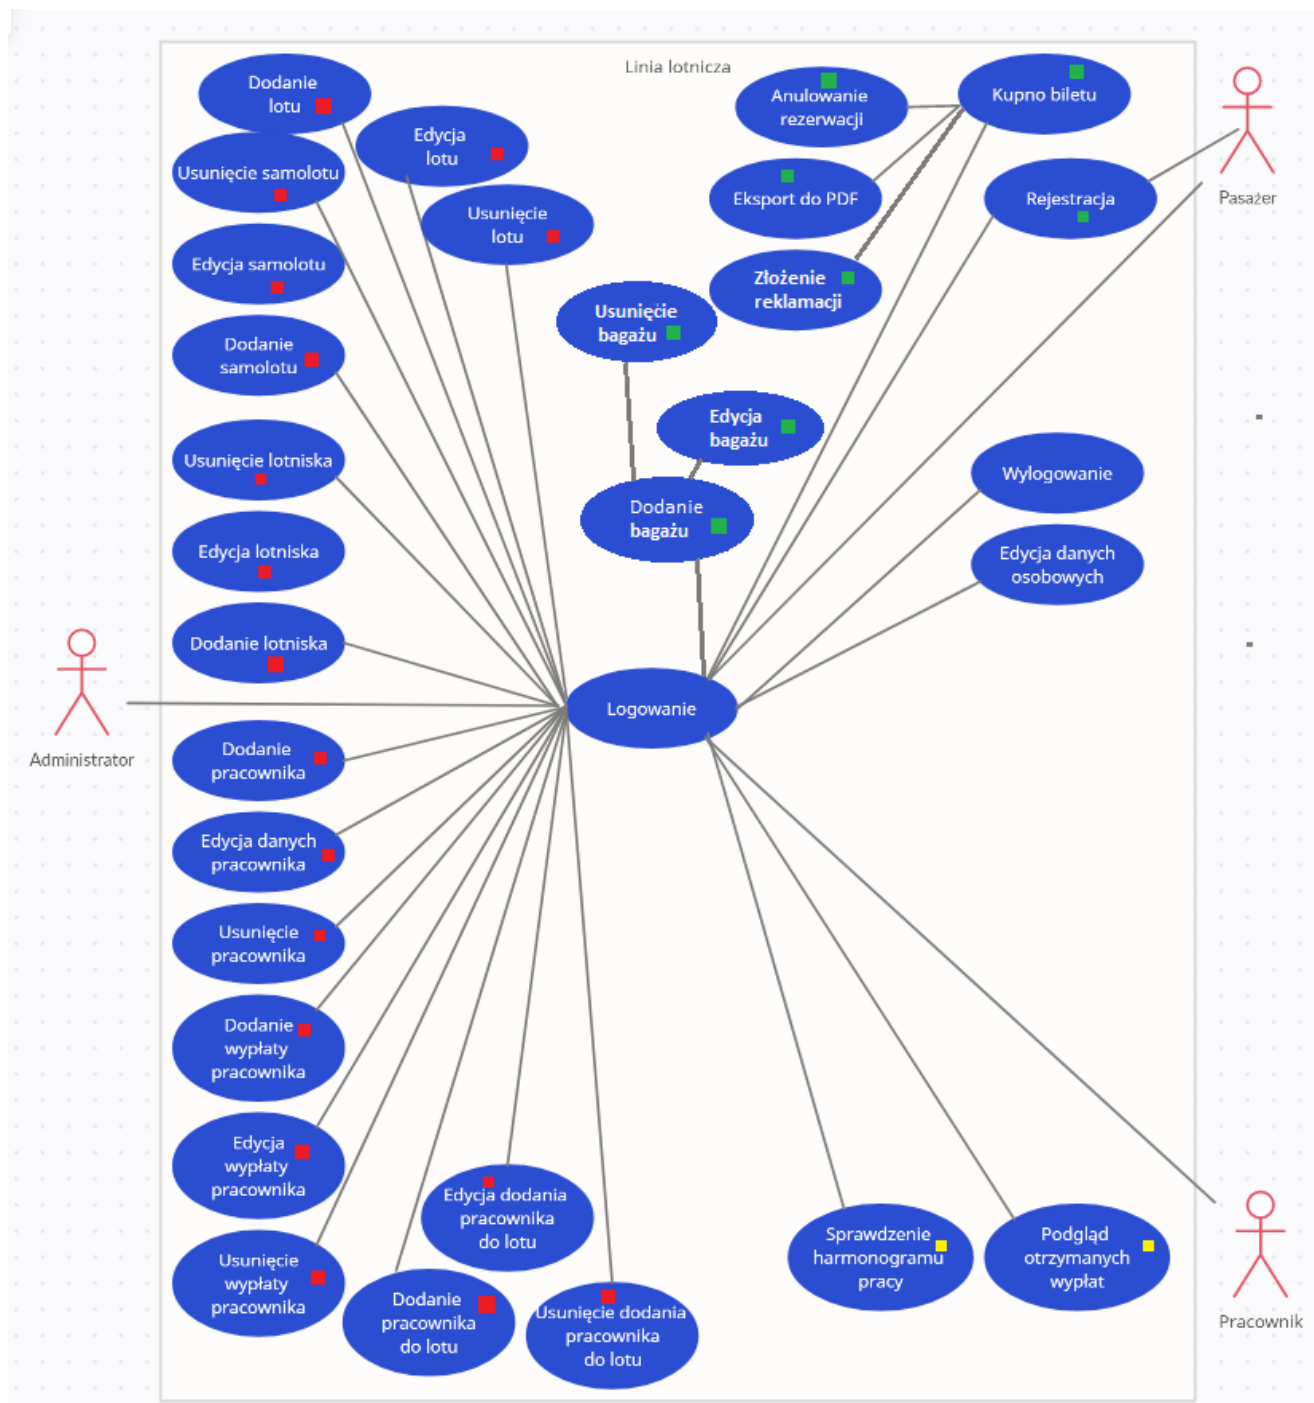 Linia lotnicza
Dodanie
lotu
Edycja
lotu
Usunięcie samolotu
Usunięcie
lotu
Edycja samolotu
Dodanie
samolotu
Usunięcie lotniska
Edycja lotniska
Dodanie lotniska
Anulowanie
rezerwacji
Kupno biletu
Eksport do PDF
Rejestracja
Złożenie
reklamacji
Usunięcie
bagażu
Edycja
bagażu
Dodanie
bagażu
Wylogowanie
Edycja danych
osobowych
Pasażer
Logowanie
Administrator
Dodanie
pracownika
Edycja danych
pracownika
Usunięcie
pracownika
Dodanie
wypłaty
pracownika
Edycja
wypłaty
pracownika
Usunięcie
wypłaty
pracownika
Edycja dodania
pracownika
do lotu
Dodanie
pracownika
do lotu
Usunięcie dodania
pracownika
do lotu
Sprawdzenie
harmonogramu
pracy
Podgląd
otrzymanych
wypłat
Pracownik